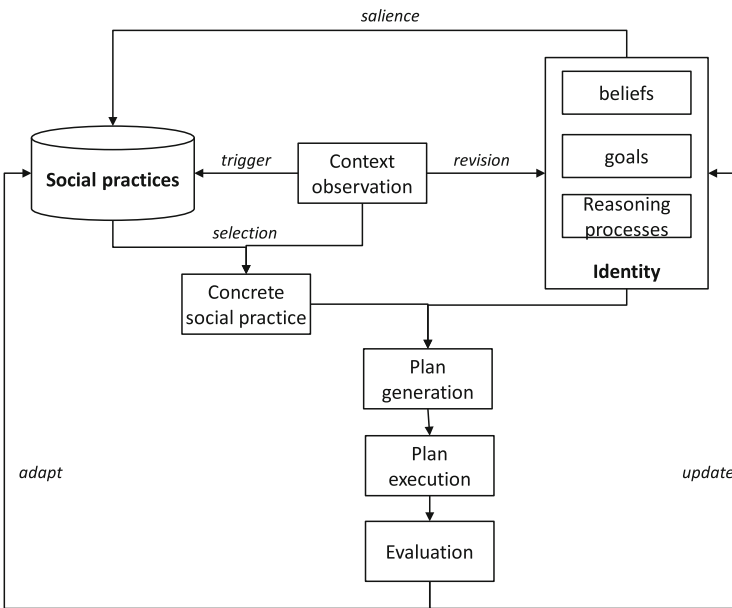 salience
beliefs
goals
Reasoning
processes
Identity
Social practices
trigger
Context
observation
revision
selection
Concrete
social practice
Plan
generation
Plan
execution
Evaluation
adapt
update